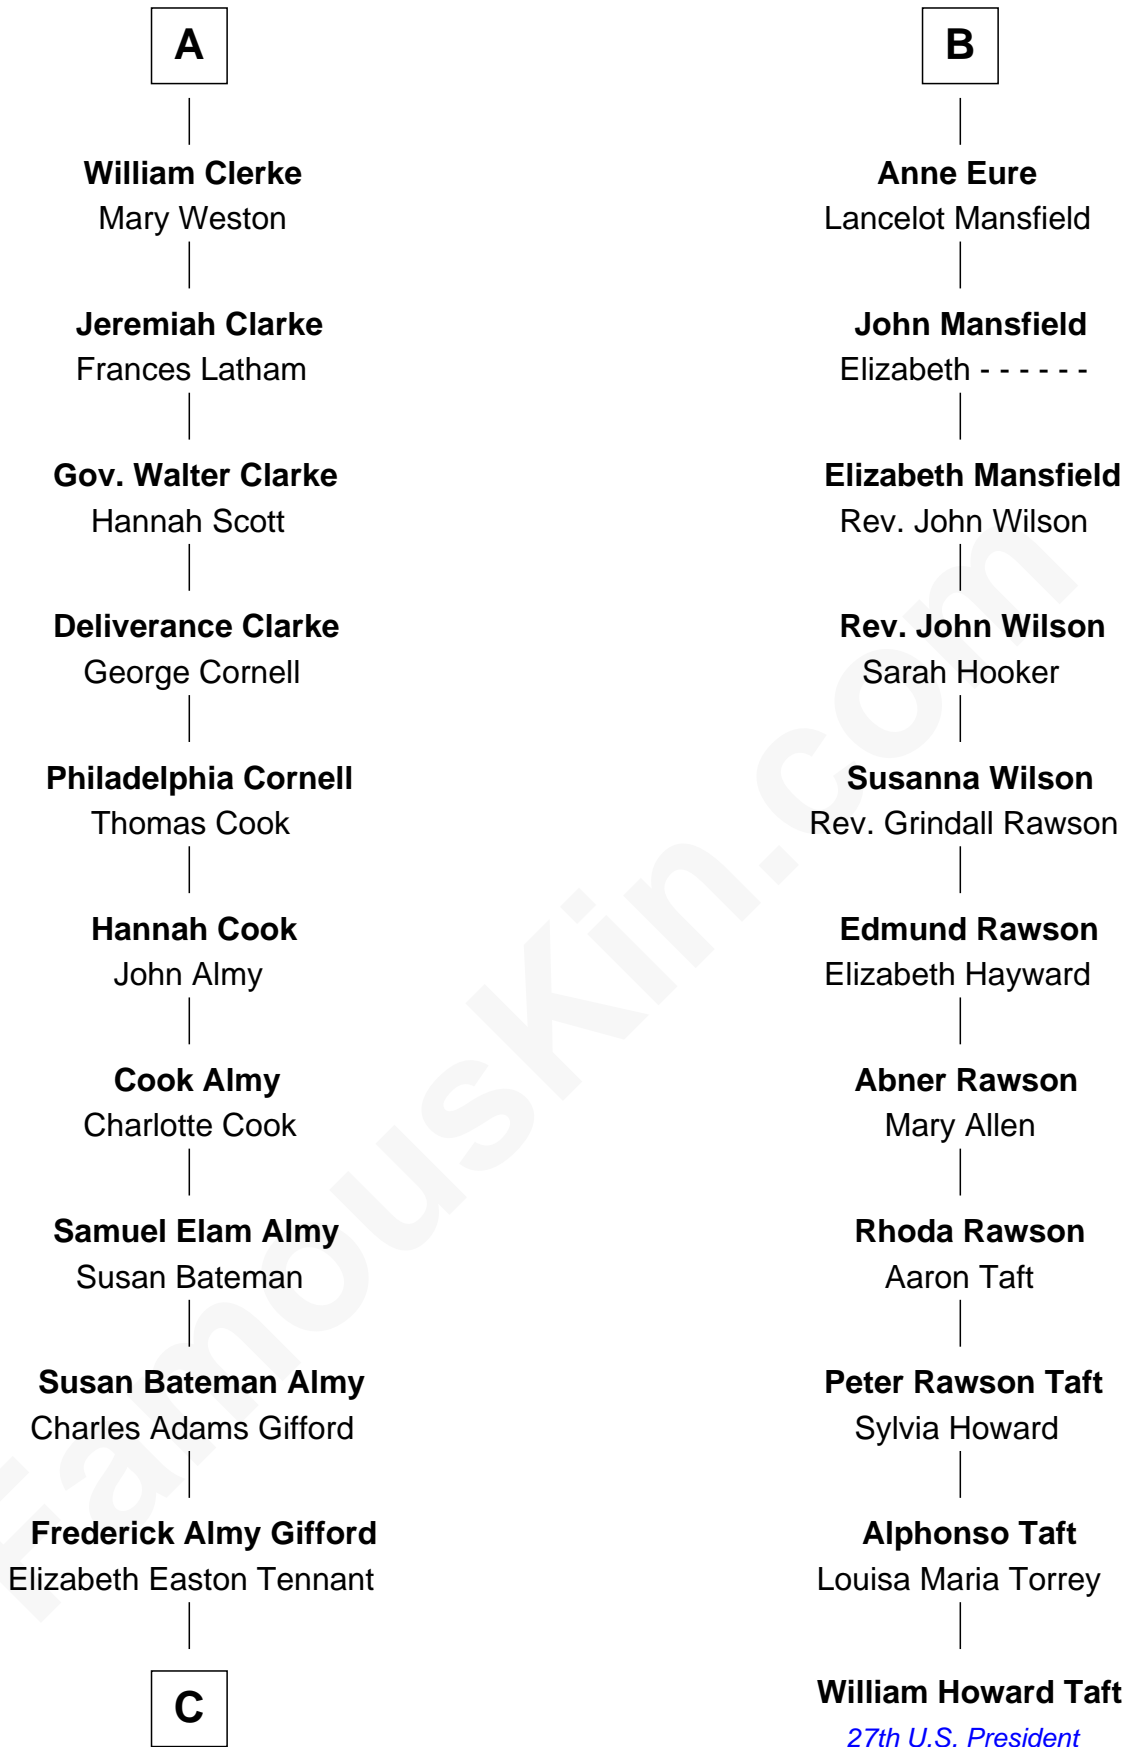 A
William Clerke
Mary Weston
Jeremiah Clarke
Frances Latham
Gov. Walter Clarke
Hannah Scott
Deliverance Clarke
George Cornell
Philadelphia Cornell
Thomas Cook
Hannah Cook
John Almy
Cook Almy
Charlotte Cook
Samuel Elam Almy
Susan Bateman
Susan Bateman Almy
Charles Adams Gifford
Frederick Almy Gifford
Elizabeth Easton Tennant
C
B
Anne Eure
Lancelot Mansfield
John Mansfield
Elizabeth - - - - - -
Elizabeth Mansfield
Rev. John Wilson
Rev. John Wilson
Sarah Hooker
Susanna Wilson
Rev. Grindall Rawson
Edmund Rawson
Elizabeth Hayward
Abner Rawson
Mary Allen
Rhoda Rawson
Aaron Taft
Peter Rawson Taft
Sylvia Howard
Alphonso Taft
Louisa Maria Torrey
William Howard Taft
27th U.S. President
FamousKin.com